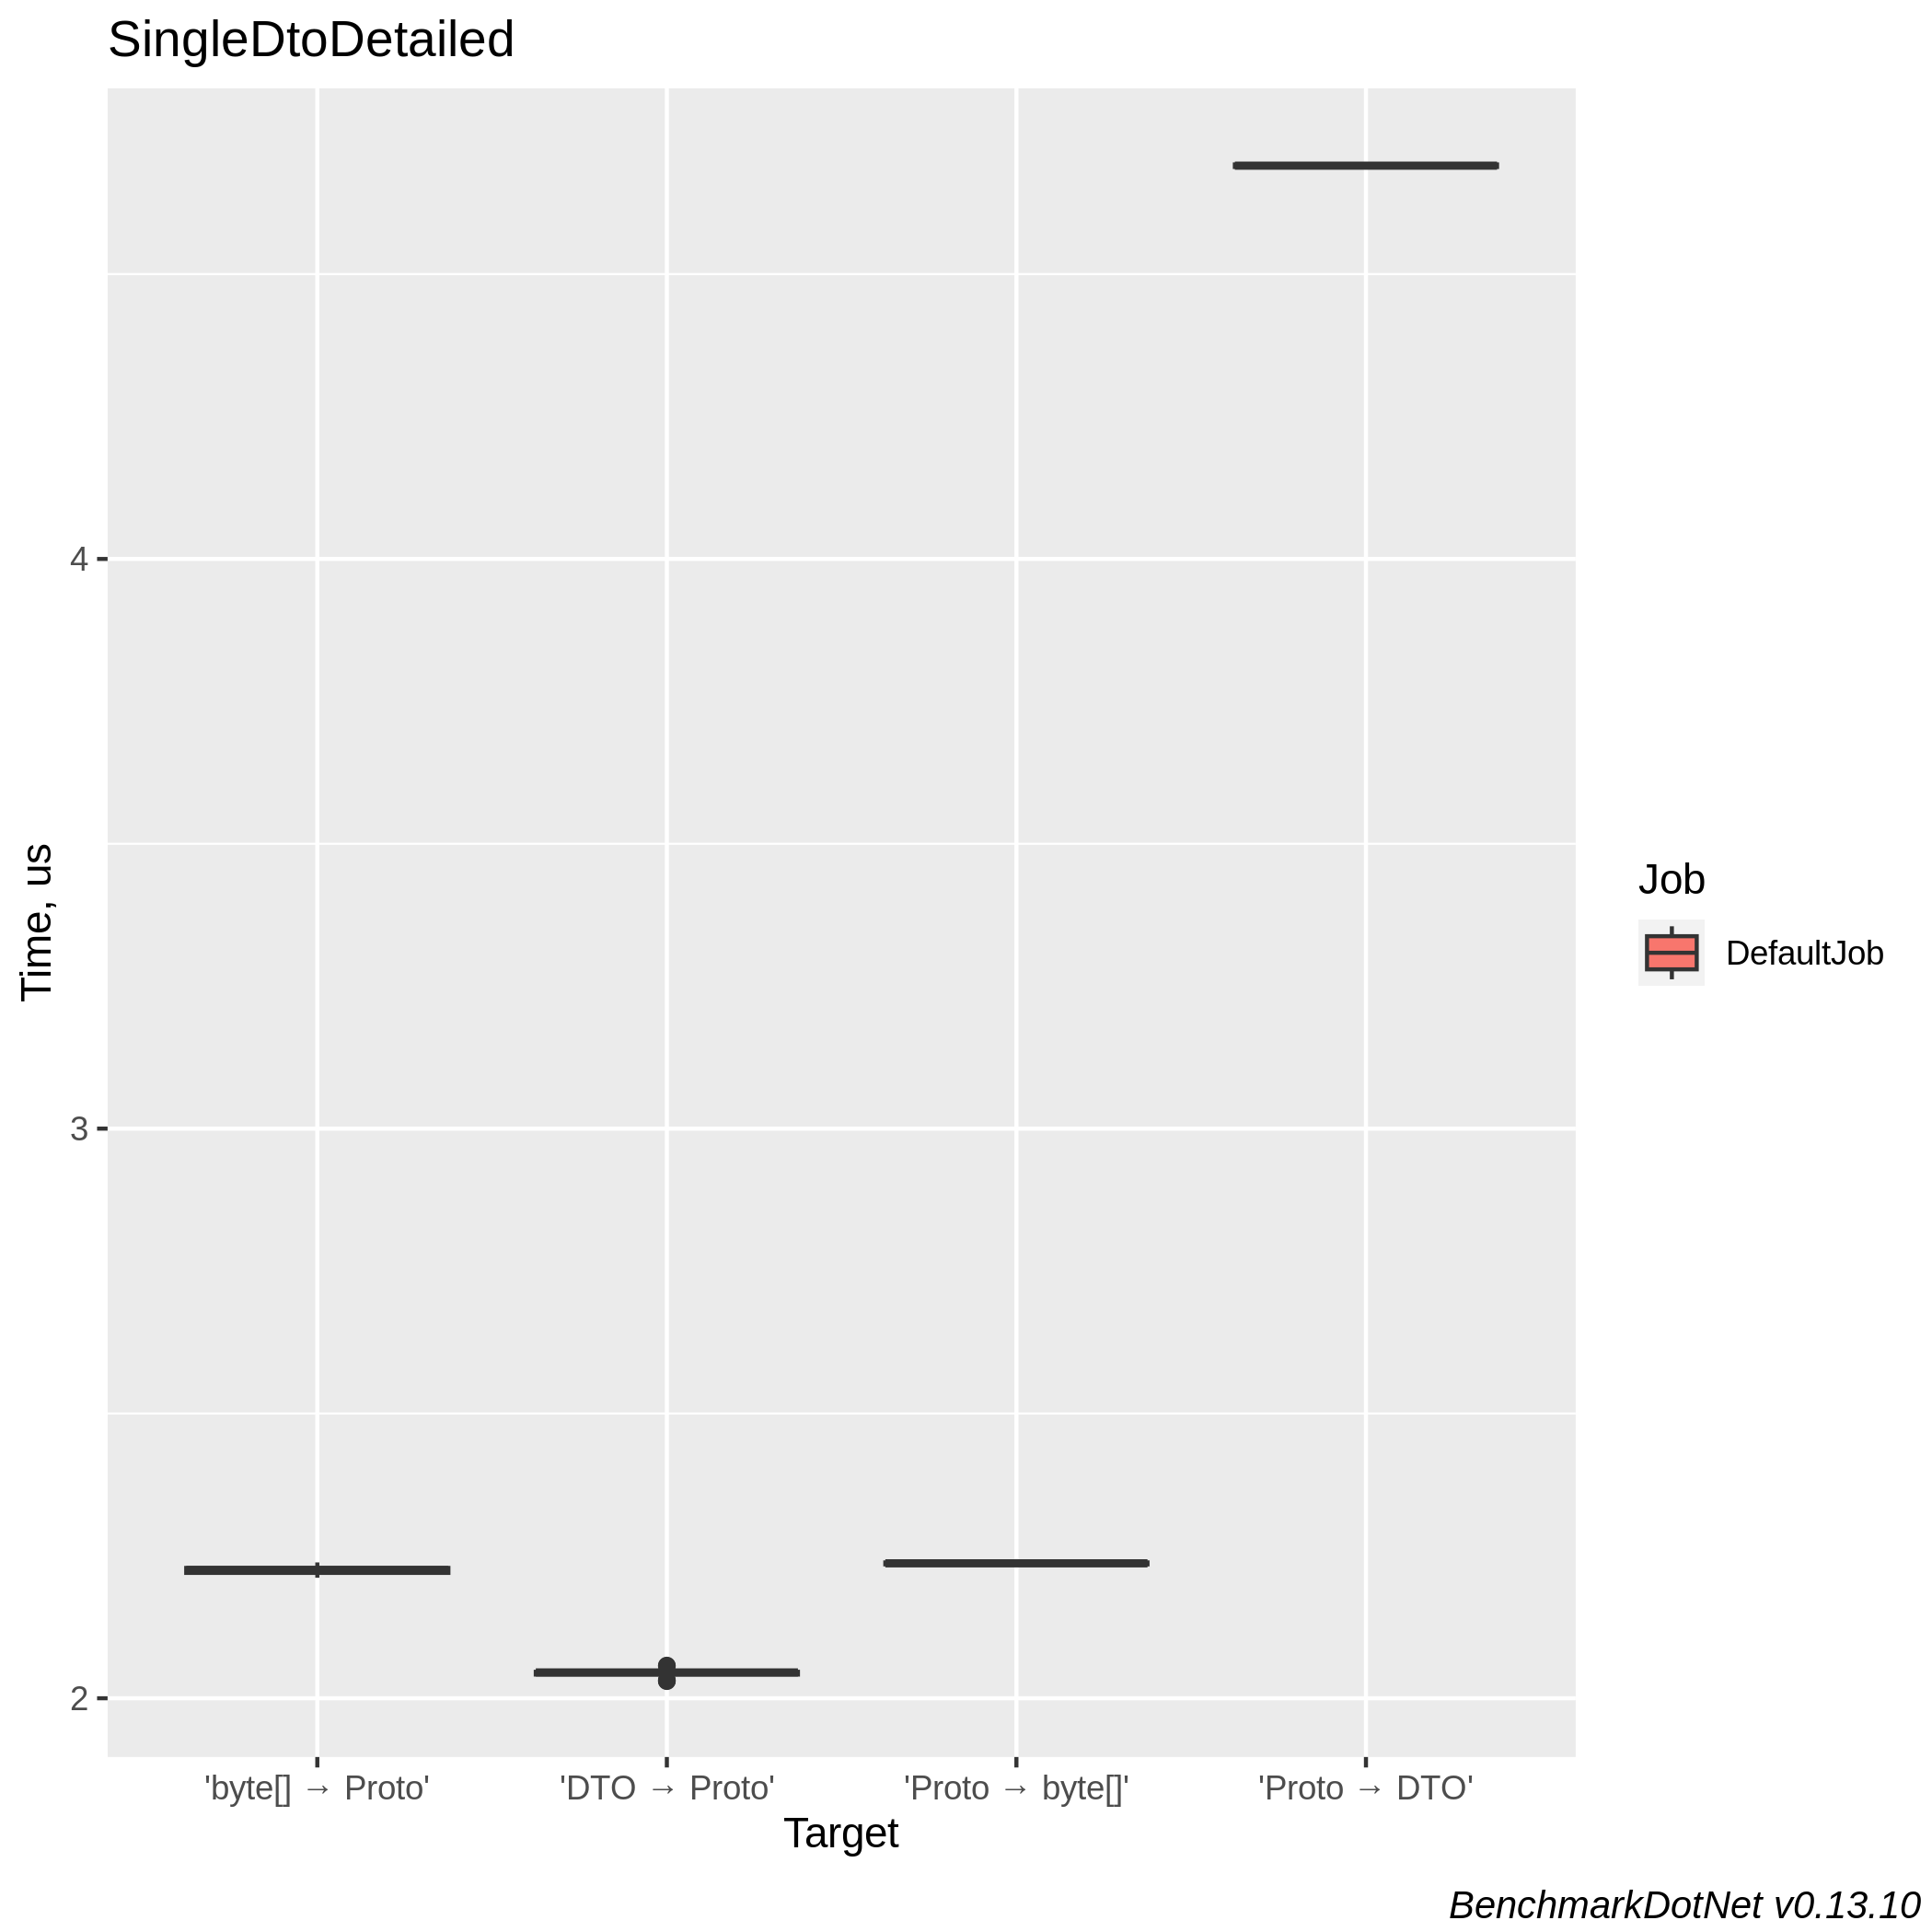 SingleDtoDetailed
Time, us
4
3
2
'byte[] → Proto'
'DTO → Proto'
'Proto → byte[]'
'Proto → DTO'
Target
Job
DefaultJob
BenchmarkDotNet v0.13.10